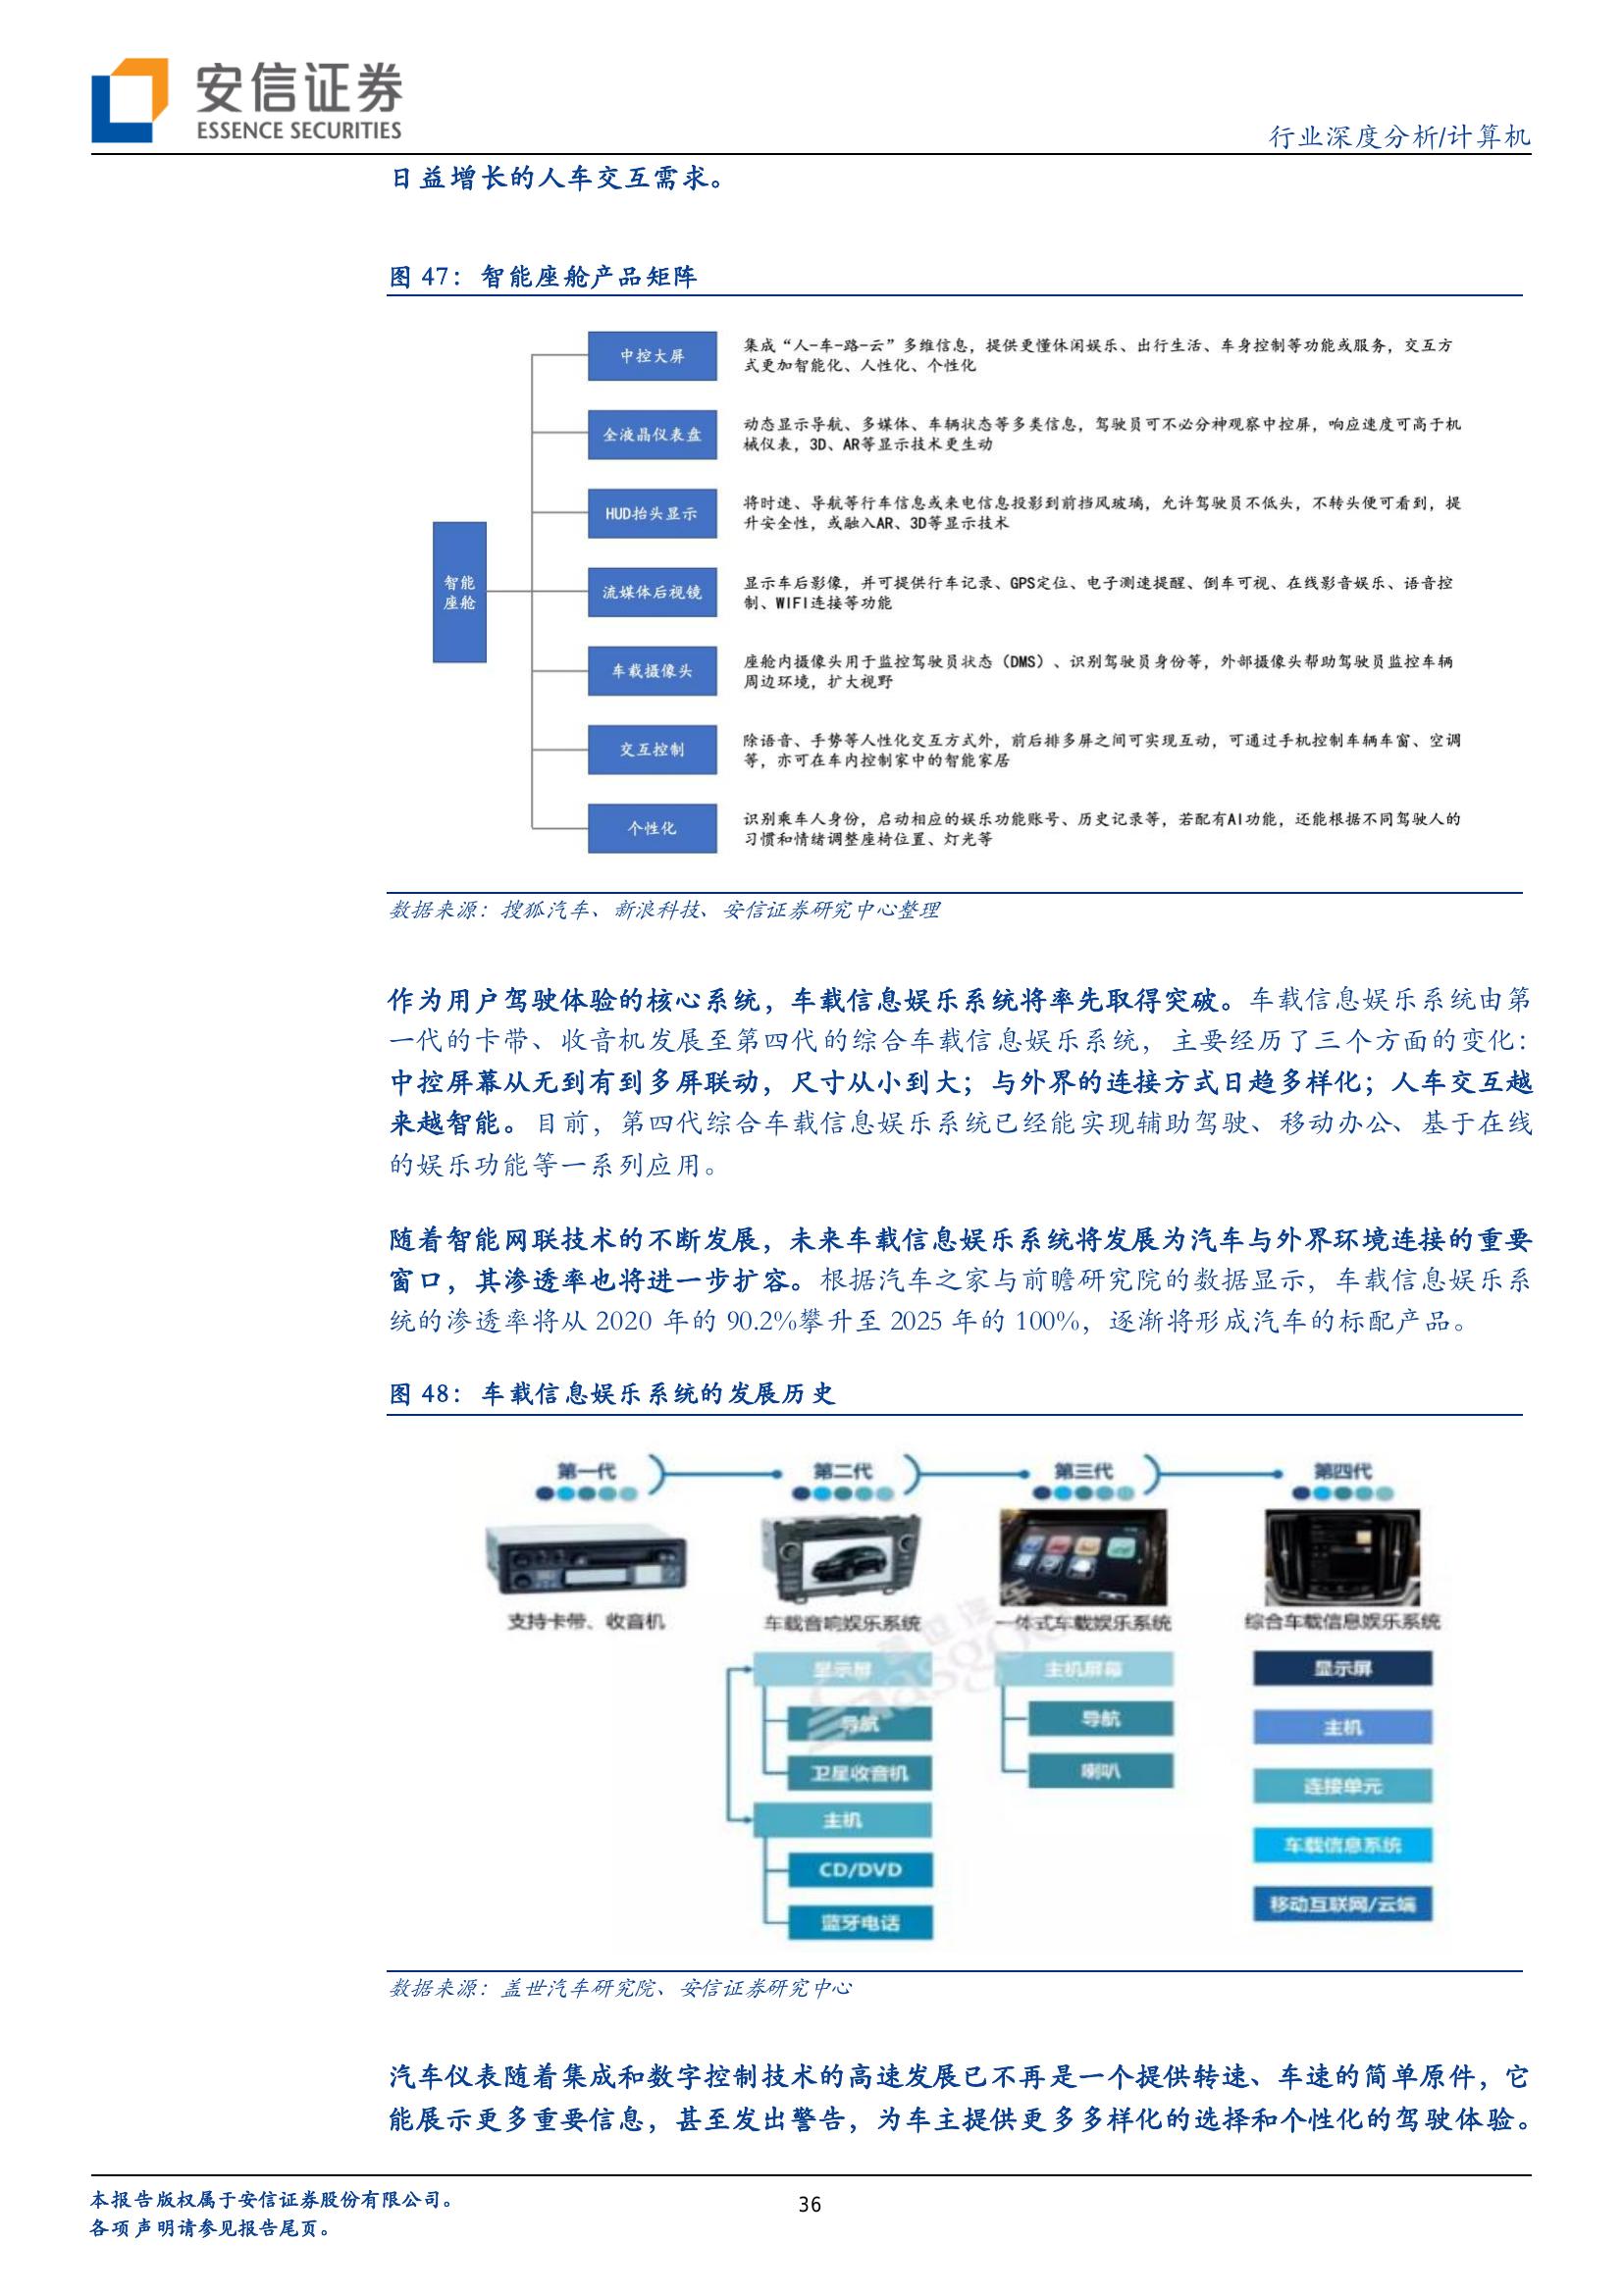 安信证券
ESSENCE SECURITIES
行业深度分析/计算机
日益增长的人车交互需求。
图 47：智能座舱产品矩阵
智能
座舱
中控大屏
集成“人-车-路-云”多维信息，提供更懂休闲娱乐、出行生活、车身控制等功能或服务，交互方
式更加智能化、人性化、个性化
全液晶仪表盘
动态显示导航、多媒体、车辆状态等多类信息，驾驶员可不必分神观察中控屏，响应速度可高于机
械仪表，3D、AR等显示技术更生动
HUD抬头显示
将时速、导航等行车信息或来电信息投影到前挡风玻璃，允许驾驶员不低头，不转头便可看到，提
升安全性，或融入AR、3D等显示技术
流媒体后视镜
显示车后影像，并可提供行车记录、GPS定位、电子测速提醒、倒车可视、在线影音娱乐、语音控
制、WIFI连接等功能
车载摄像头
座舱内摄像头用于监控驾驶员状态（DMS）、识别驾驶员身份等，外部摄像头帮助驾驶员监控车辆
周边环境，扩大视野
交互控制
除语音、手势等人性化交互方式外，前后排多屏之间可实现互动，可通过手机控制车辆车窗、空调
等，亦可在车内控制家中的智能家居
个性化
识别乘车人身份，启动相应的娱乐功能账号、历史记录等，若配有AI功能，还能根据不同驾驶人的
习惯和情绪调整座椅位置、灯光等
数据来源：搜狐汽车、新浪科技、安信证券研究中心整理
作为用户驾驶体验的核心系统，车载信息娱乐系统将率先取得突破。车载信息娱乐系统由第
一代的卡带、收音机发展至第四代的综合车载信息娱乐系统，主要经历了三个方面的变化：
中控屏幕从无到有到多屏联动，尺寸从小到大；与外界的连接方式日趋多样化；人车交互越
来越智能。目前，第四代综合车载信息娱乐系统已经能实现辅助驾驶、移动办公、基于在线
的娱乐功能等一系列应用。
随着智能网联技术的不断发展，未来车载信息娱乐系统将发展为汽车与外界环境连接的重要
窗口，其渗透率也将进一步扩容。根据汽车之家与前瞻研究院的数据显示，车载信息娱乐系
统的渗透率将从 2020 年的 90.2%攀升至 2025 年的 100%，逐渐将形成汽车的标配产品。
图 48：车载信息娱乐系统的发展历史
第一代
第二代
第三代
第四代
支持卡带、收音机
车载音响娱乐系统
一体式车载娱乐系统
综合车载信息娱乐系统
显示屏
导航
卫星收音机
主机
CD/DVD
蓝牙电话
主机屏幕
导航
喇叭
显示屏
主机
连接单元
车载信息系统
移动互联网/云端
盖世汽车
Gasgoo
数据来源：盖世汽车研究院、安信证券研究中心
汽车仪表随着集成和数字控制技术的高速发展已不再是一个提供转速、车速的简单原件，它
能展示更多重要信息，甚至发出警告，为车主提供更多多样化的选择和个性化的驾驶体验。
本报告版权属于安信证券股份有限公司。
各项声明请参见报告尾页。
36